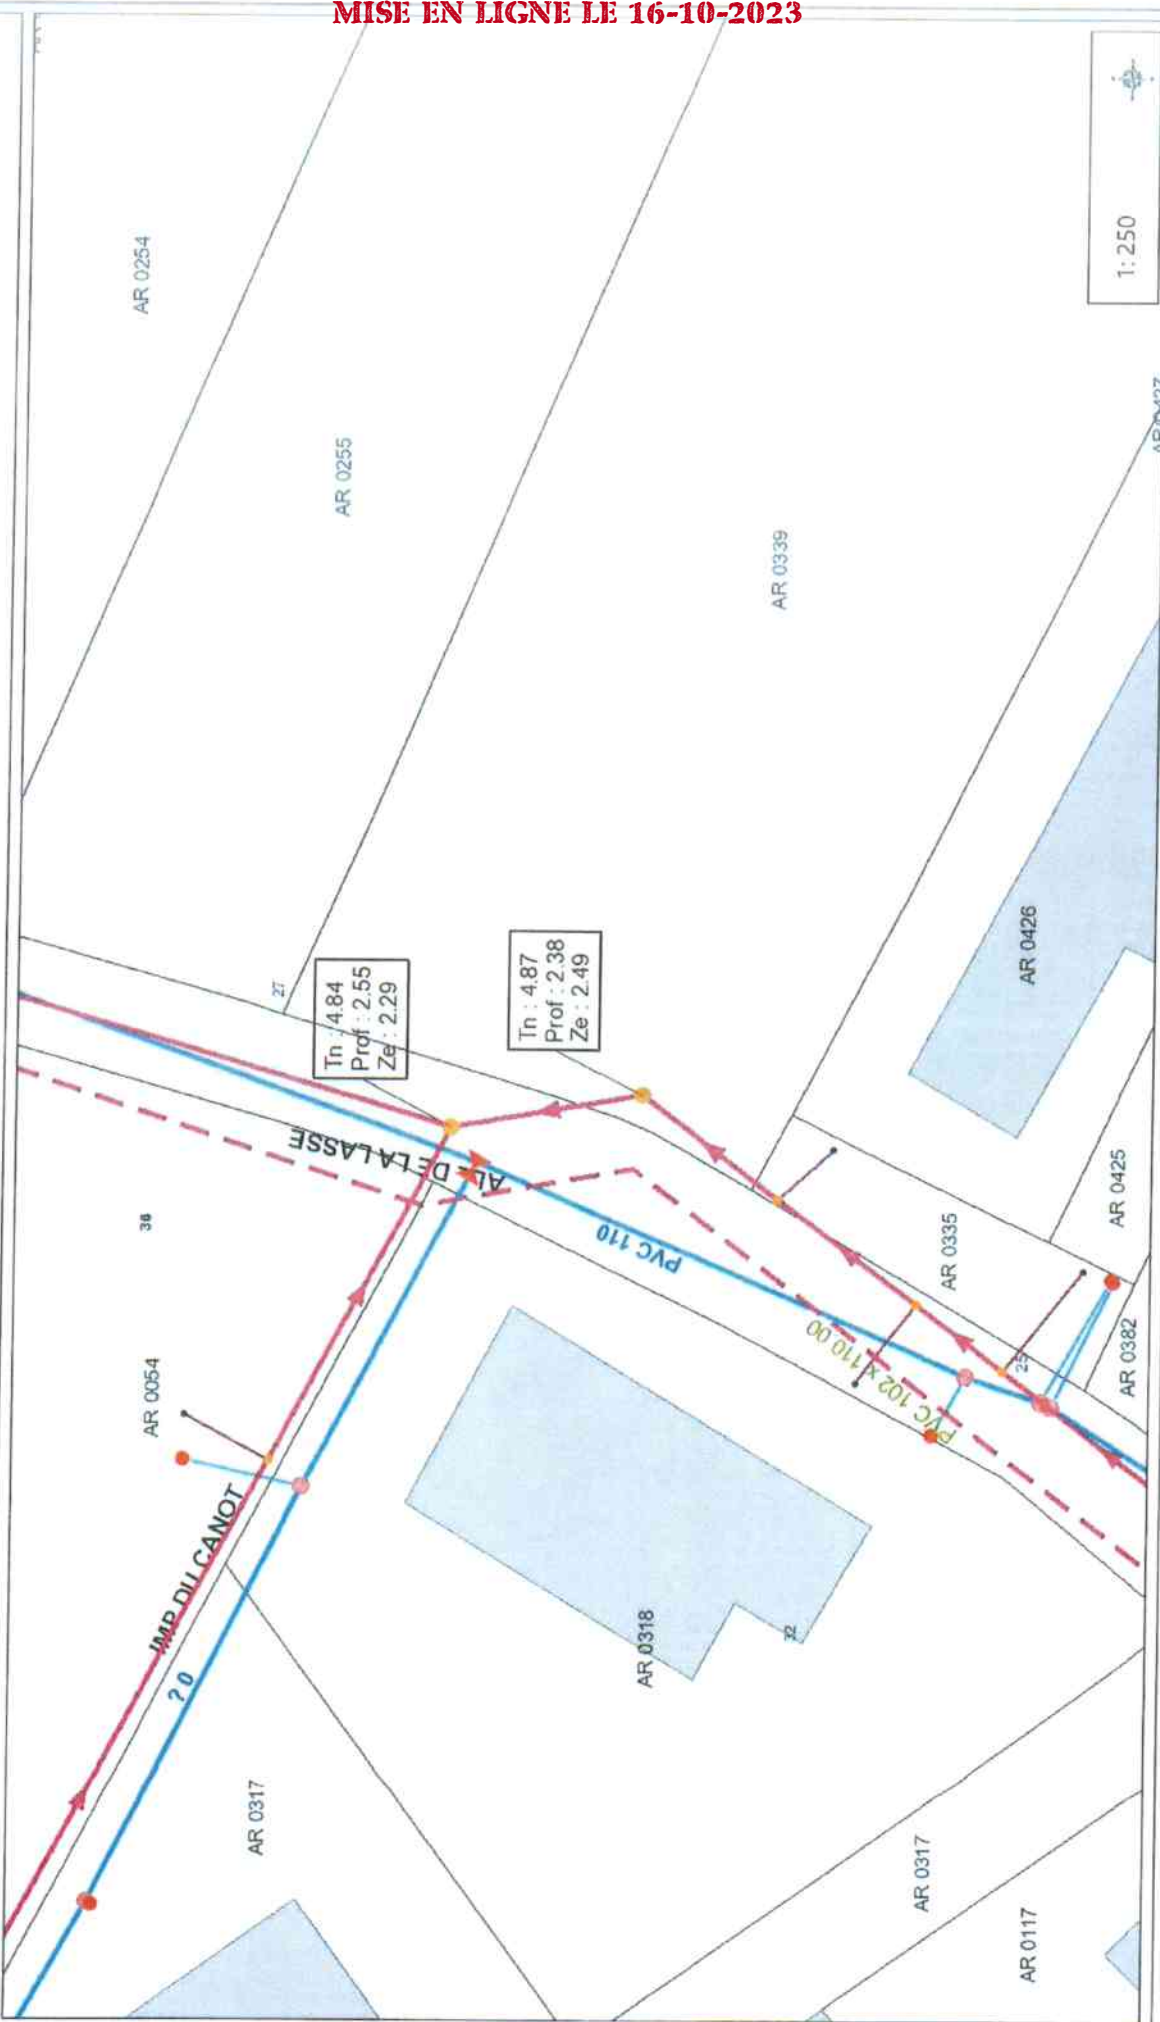 MISE EN LIGNE LE 16-10-2023
AR 0254
1: 250
AR 0255
AR 0339
27
Tn : 4.84
Prof : 2.55
Ze : 2.29
Tn : 4.87
Prof : 2.38
Ze : 2.49
AR 0426
DE LA LASSE
36
PVC 110
AR 0425
AR 0335
AR 0382
25
PVC 102 x 110.00
AR 0054
IMP DU CANOT
? 0
AR 0318
32
AR 0317
AR 0317
AR 0117